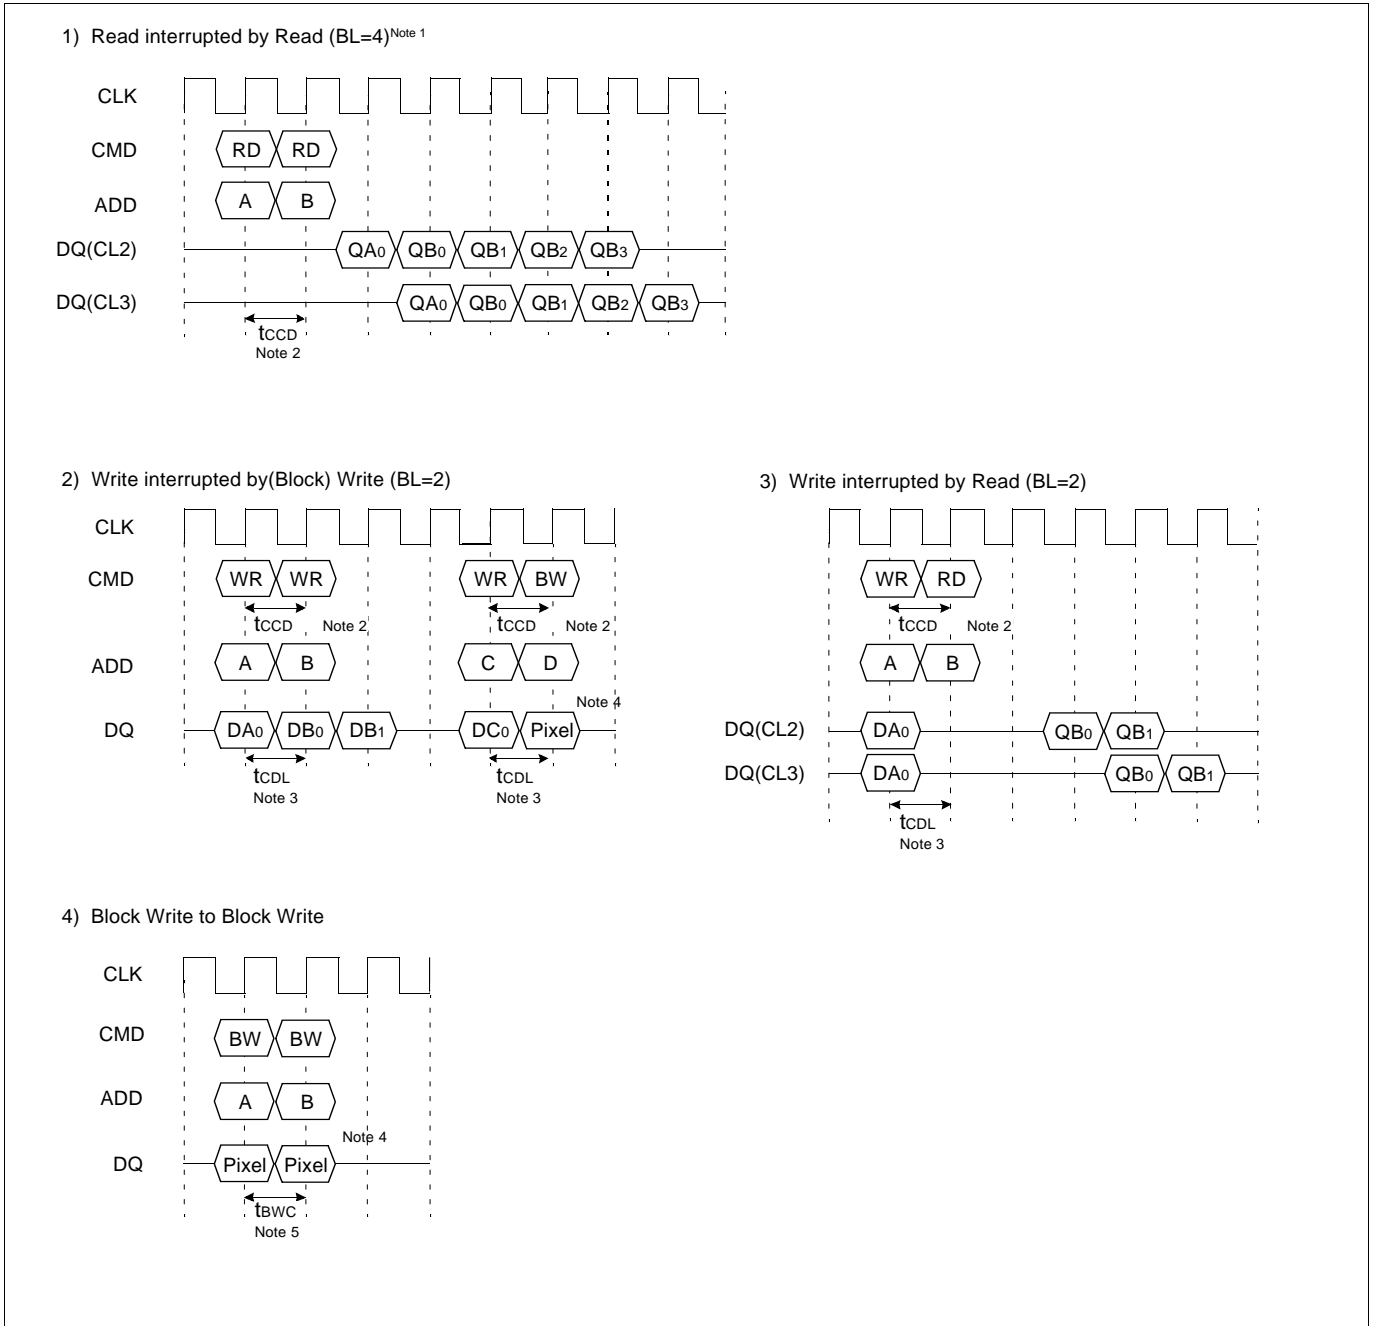 1) Read interrupted by Read (BL=4)Note 1
CLK
CMD RD RD
ADD A B
DQ(CL2) QA0 QB0 QB1 QB2 QB3
DQ(CL3) QA0 QB0 QB1 QB2 QB3
tCCD
Note 2
2) Write interrupted by(Block) Write (BL=2)
CLK
CMD WR WR WR BW
tCCD Note 2 tCCD Note 2
ADD A B C D
Note 4
DQ DA0 DB0 DB1 DC0 Pixel
tCDL tCDL
Note 3 Note 3
3) Write interrupted by Read (BL=2)
WR RD
tCCD Note 2
A B
DQ(CL2) DA0 QB0 QB1
DQ(CL3) DA0 QB0 QB1
tCDL
Note 3
4) Block Write to Block Write
CLK
CMD BW BW
ADD A B
Note 4
DQ Pixel Pixel
tBWC
Note 5